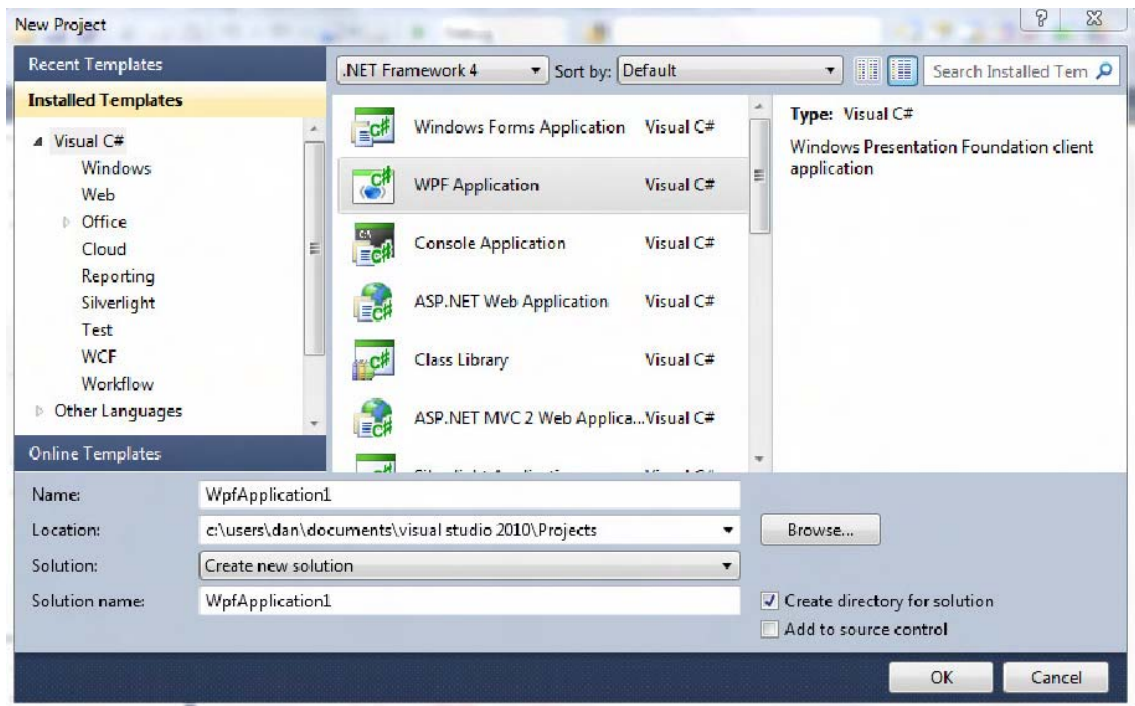 New Project
Recent Templates
Installed Templates
Visual C#
Windows
Web
Office
Cloud
Reporting
Silverlight
Test
WCF
Workflow
Other Languages
Online Templates
.NET Framework 4 Sort by: Default Search Installed Tem
Windows Forms Application Visual C#
WPF Application Visual C#
Console Application Visual C#
ASP.NET Web Application Visual C#
Class Library Visual C#
ASP.NET MVC 2 Web Applica...Visual C#
Type: Visual C#
Windows Presentation Foundation client
application
Name: WpfApplication1
Location: c:\users\dan\documents\visual studio 2010\Projects Browse...
Solution: Create new solution
Solution name: WpfApplication1
Create directory for solution
Add to source control
OK Cancel